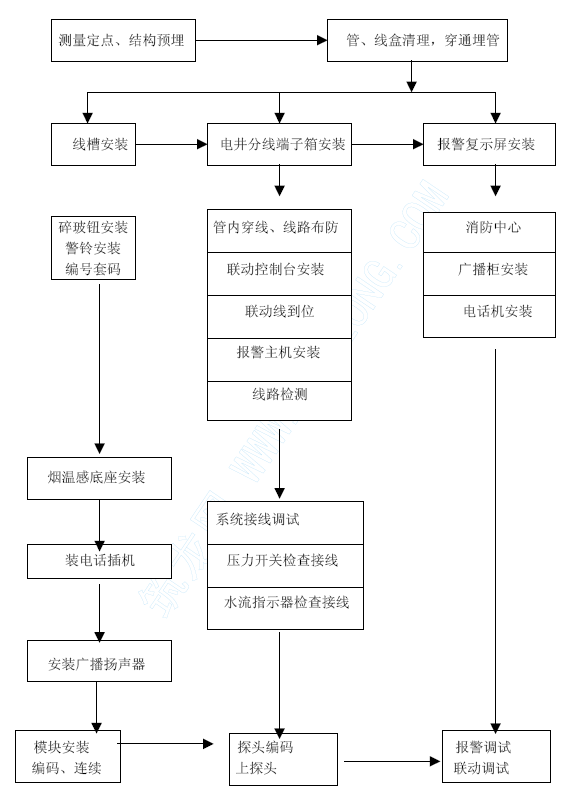 测量定点、结构预埋
管、线盒清理，穿通埋管
线槽安装
电井分线端子箱安装
报警复示屏安装
碎玻钮安装
警铃安装
编号套码
管内穿线、线路布防
联动控制台安装
联动线到位
报警主机安装
线路检测
消防中心
广播柜安装
电话机安装
烟温感底座安装
装电话插机
安装广播扬声器
系统接线调试
压力开关检查接线
水流指示器检查接线
模块安装
编码、连续
探头编码
上探头
报警调试
联动调试